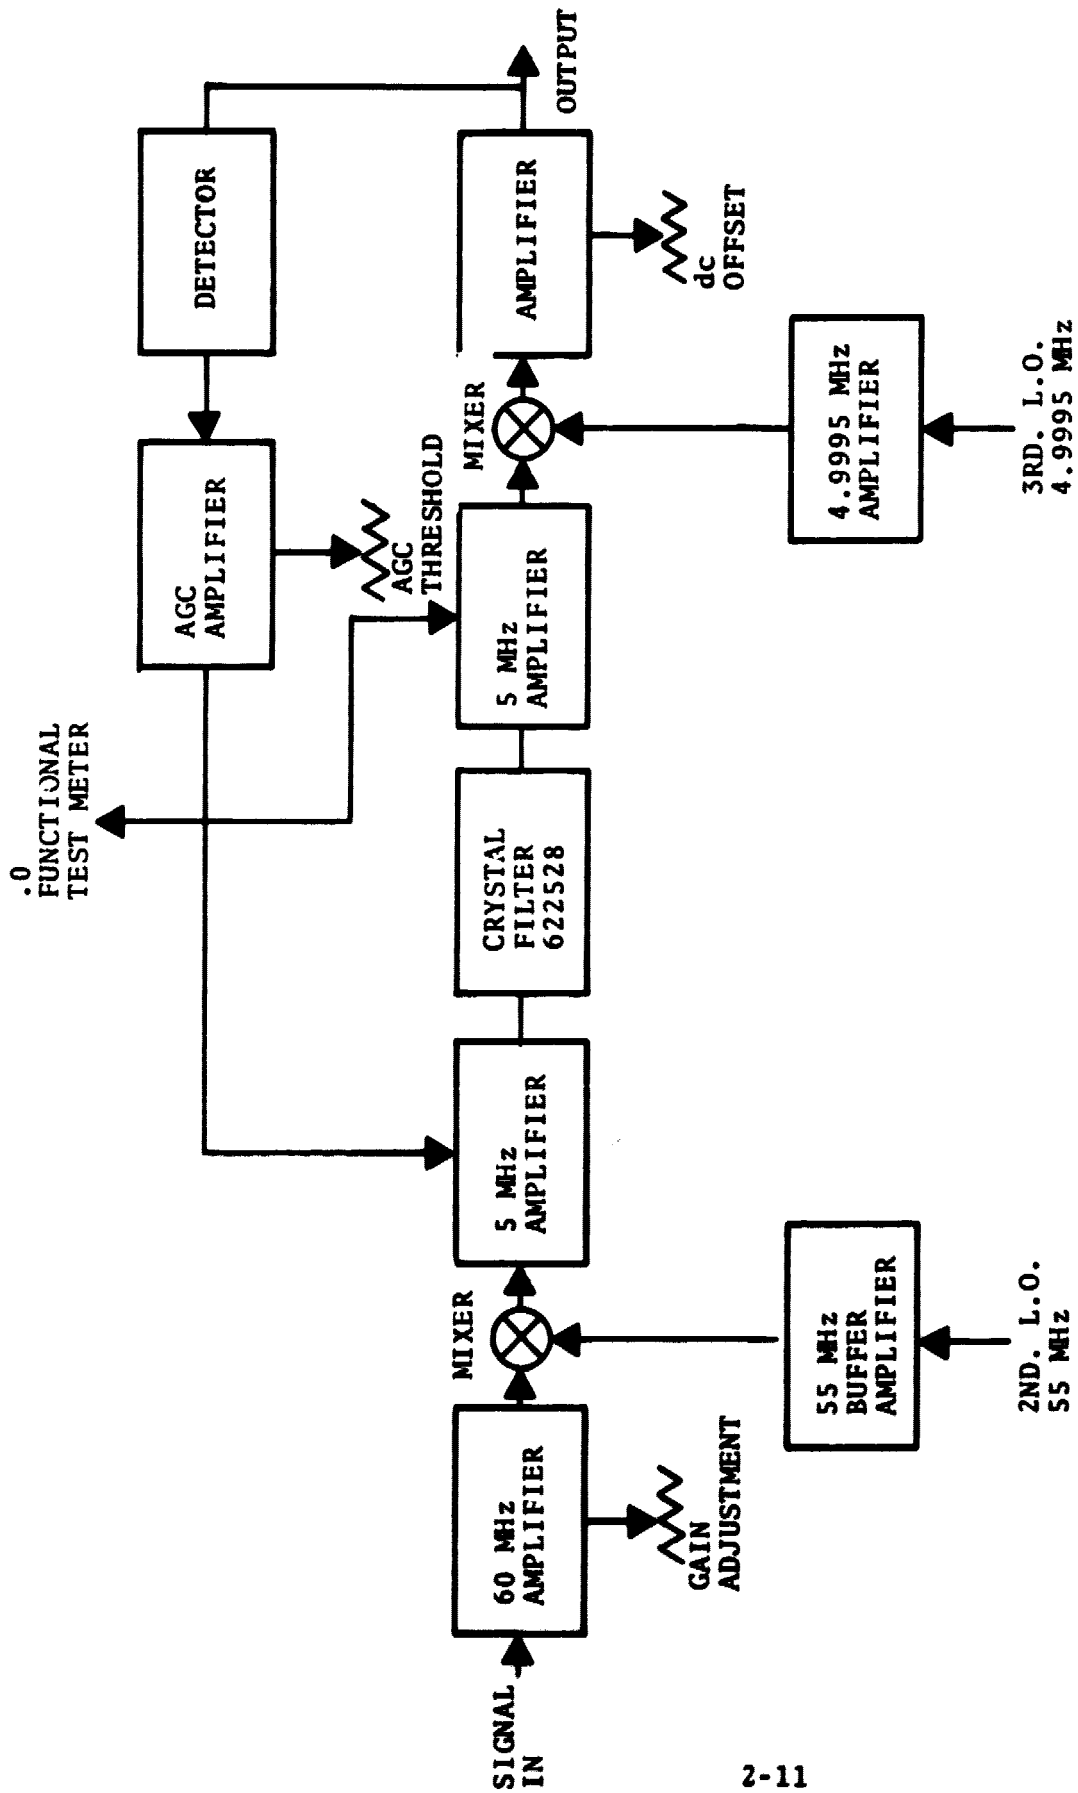 .O
FUNCTIONAL
TEST METER
AGC
AMPLIFIER
DETECTOR
AGC
THRESHOLD
SIGNAL
IN
60 MHz
AMPLIFIER
MIXER
5 MHz
AMPLIFIER
CRYSTAL
FILTER
622528
5 MHz
AMPLIFIER
MIXER
AMPLIFIER
OUTPUT
GAIN
ADJUSTMENT
dc
OFFSET
55 MHz
BUFFER
AMPLIFIER
4.9995 MHz
AMPLIFIER
2ND. L.O.
55 MHz
3RD. L.O.
4.9995 MHz
2-11